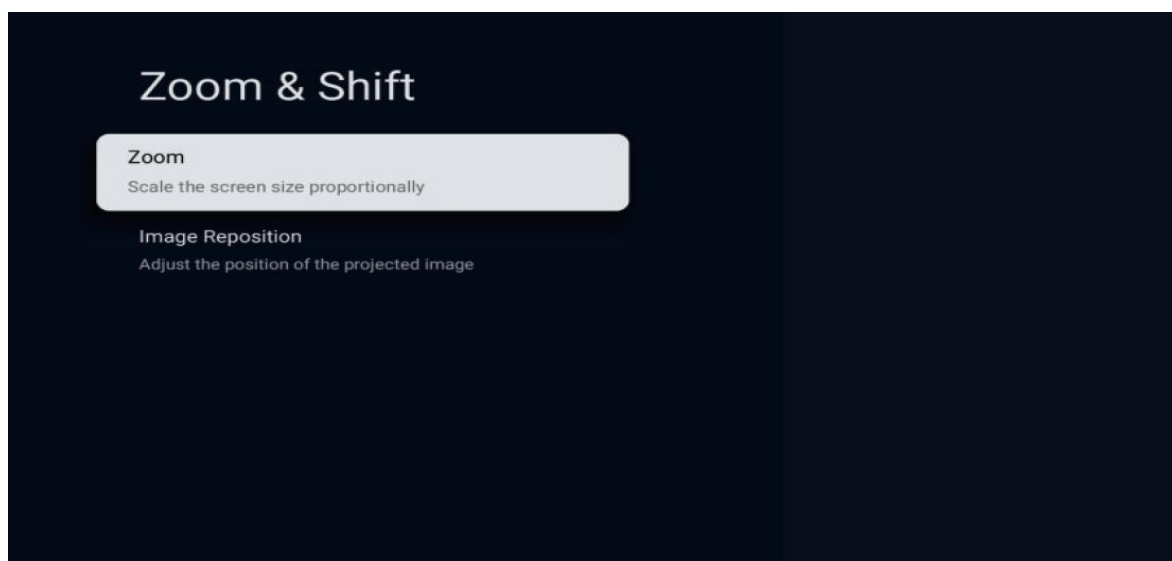 Zoom & Shift
Zoom
Scale the screen size proportionally
Image Reposition
Adjust the position of the projected image